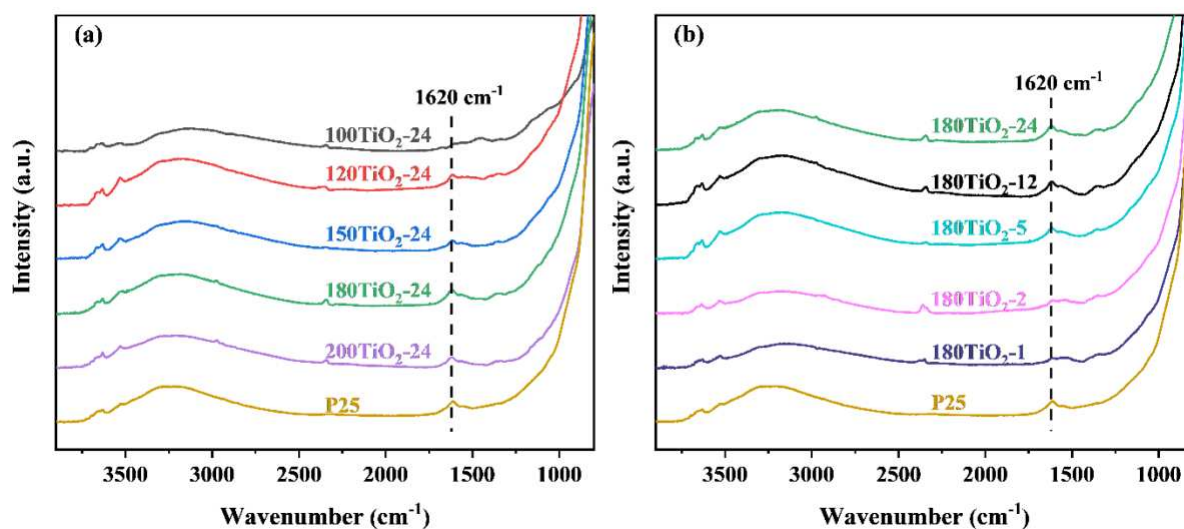 (a)
1620 cm⁻¹
100TiO₂-24
120TiO₂-24
150TiO₂-24
180TiO₂-24
200TiO₂-24
P25
Intensity (a.u.)
3500 3000 2500 2000 1500 1000
Wavenumber (cm⁻¹)
(b)
1620 cm⁻¹
180TiO₂-24
180TiO₂-12
180TiO₂-5
180TiO₂-2
180TiO₂-1
P25
Intensity (a.u.)
3500 3000 2500 2000 1500 1000
Wavenumber (cm⁻¹)